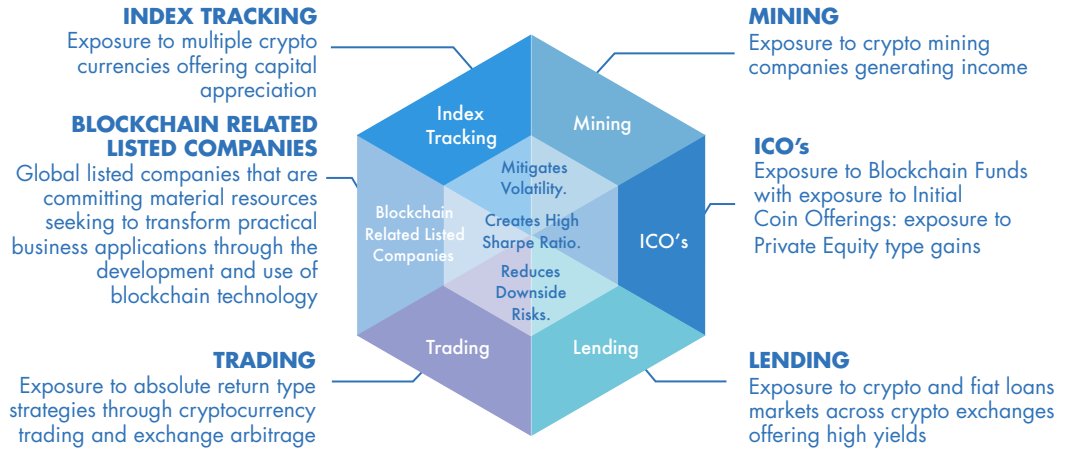 INDEX TRACKING
Exposure to multiple crypto
currencies offering capital
appreciation
BLOCKCHAIN RELATED
LISTED COMPANIES
Global listed companies that are
committing material resources
seeking to transform practical
business applications through the
development and use of
blockchain technology
TRADING
Exposure to absolute return type
strategies through cryptocurrency
trading and exchange arbitrage
Index
Tracking
Mining
Blockchain
Related Listed
Companies
Mitigates
Volatility.
Creates High
Sharpe Ratio.
Reduces
Downside
Risks.
ICO's
Trading
Lending
MINING
Exposure to crypto mining
companies generating income
ICO's
Exposure to Blockchain Funds
with exposure to Initial
Coin Offerings: exposure to
Private Equity type gains
LENDING
Exposure to crypto and fiat loans
markets across crypto exchanges
offering high yields